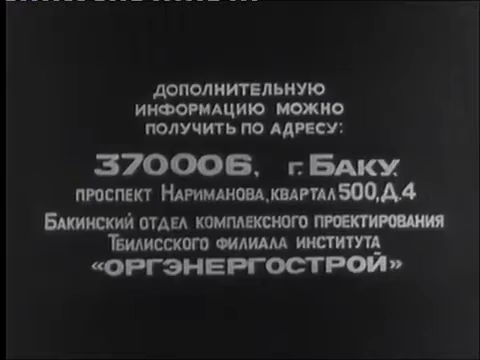 ДОПОЛНИТЕЛЬНУЮ
ИНФОРМАЦИЮ МОЖНО
ПОЛУЧИТЬ ПО АДРЕСУ:
370006, г. БАКУ,
ПРОСПЕКТ НАРИМАНОВА, КВАРТАЛ 500, Д. 4
БАКИНСКИЙ ОТДЕЛ КОМПЛЕКСНОГО ПРОЕКТИРОВАНИЯ
ТБИЛИССКОГО ФИЛИАЛА ИНСТИТУТА
«ОРГЭНЕРГОСТРОЙ»